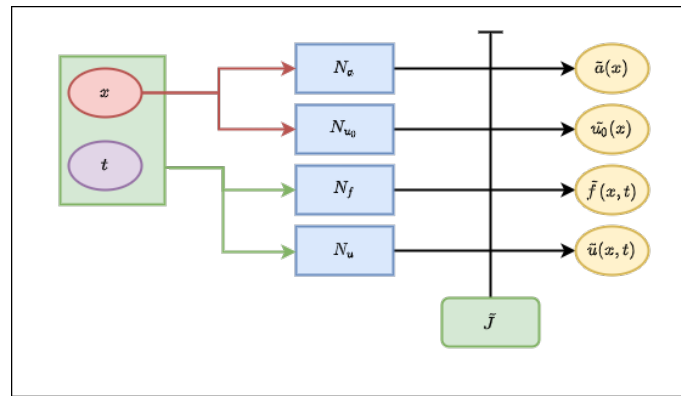 x
t
N_a
N_{u_0}
N_f
N_u
ã(x)
ũ_0(x)
f̃(x, t)
ũ(x, t)
J̃